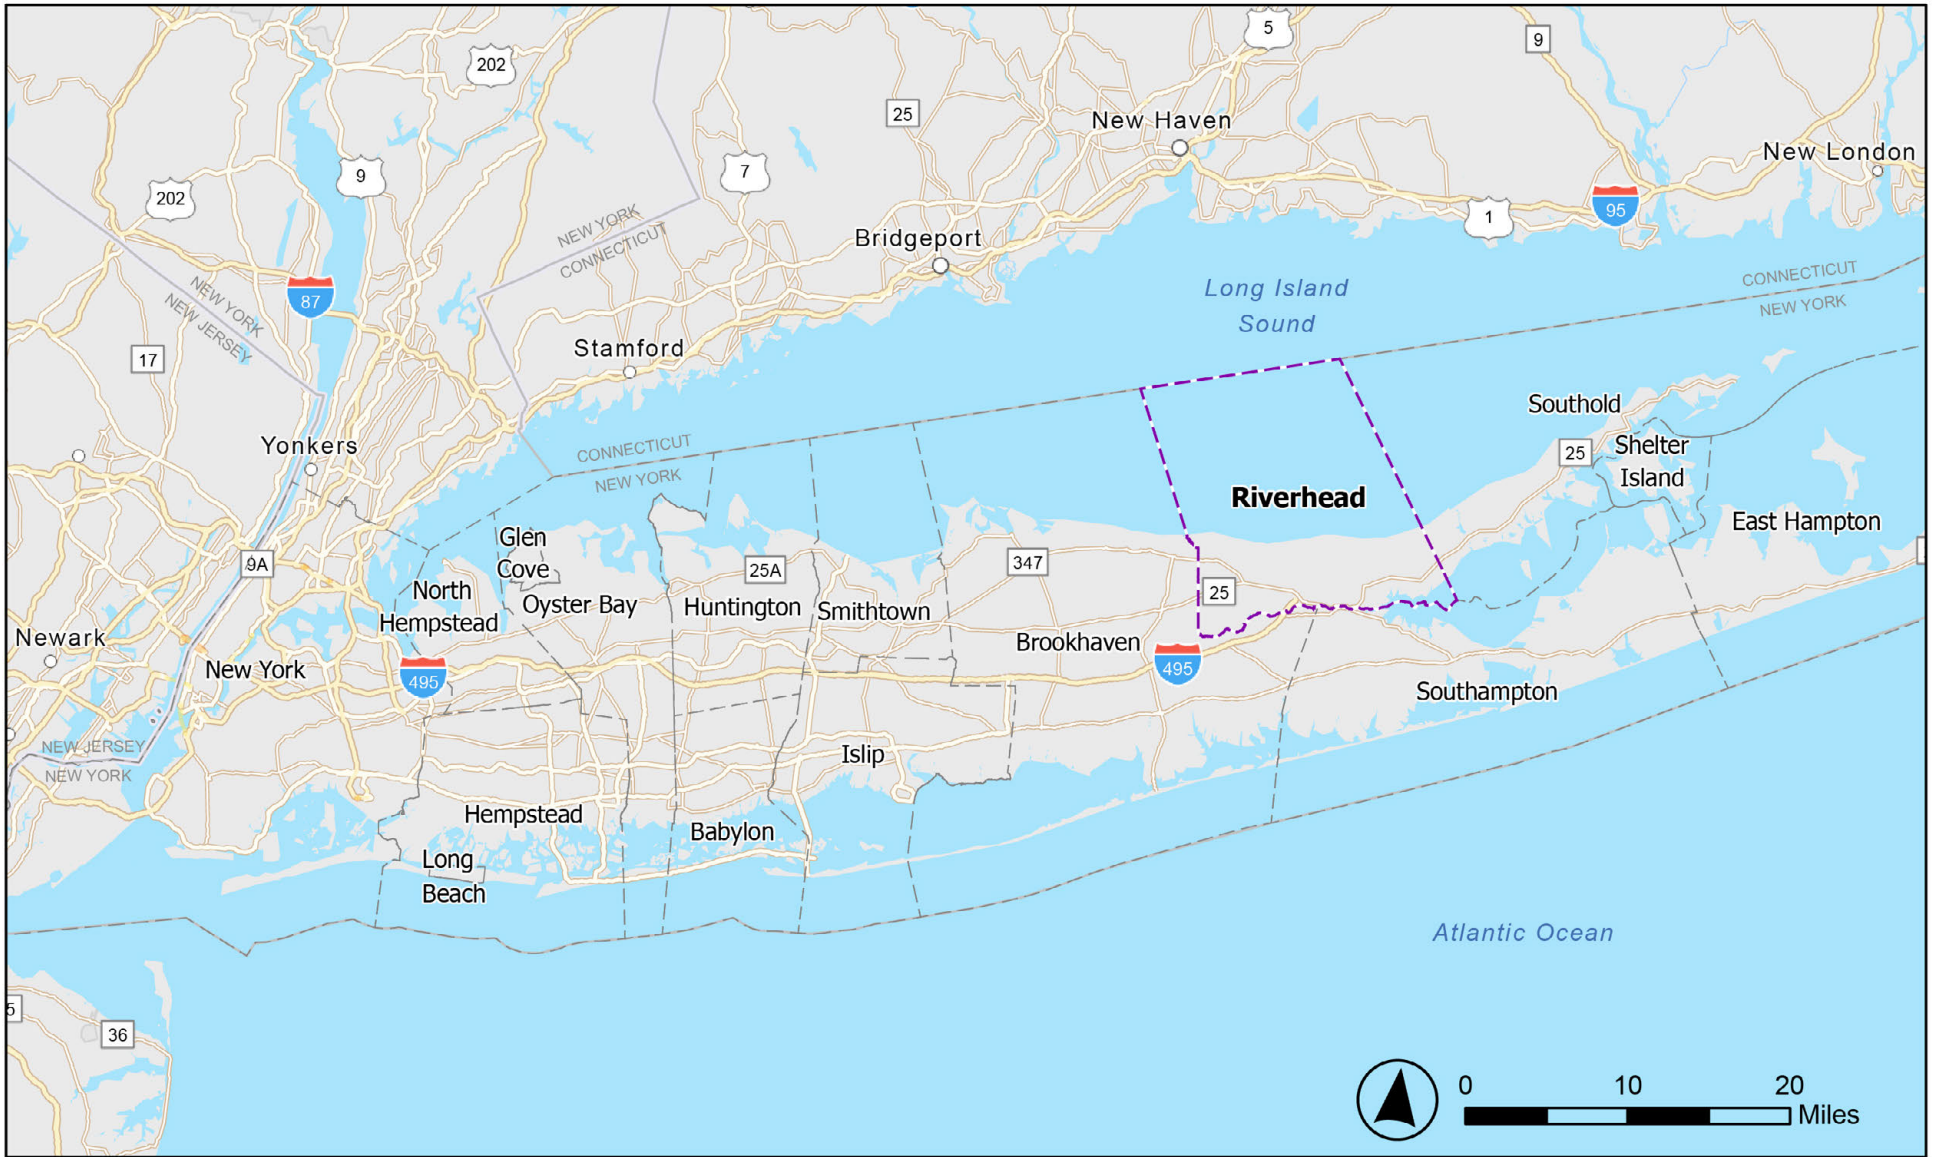 5
9
202
25
New Haven
New London
7
9
202
95
1
NEW YORK
CONNECTICUT
Bridgeport
Long Island
Sound
CONNECTICUT
NEW YORK
87
NEW YORK
NEW JERSEY
17
Stamford
Southold
Yonkers
CONNECTICUT
NEW YORK
25
Shelter
Island
Riverhead
East Hampton
Glen
Cove
9A
347
25A
25
North
Hempstead
Oyster Bay
Huntington
Smithtown
Brookhaven
Newark
New York
495
495
Southampton
NEW JERSEY
NEW YORK
Islip
Hempstead
Babylon
Long
Beach
Atlantic Ocean
5
36
0 10 20
Miles